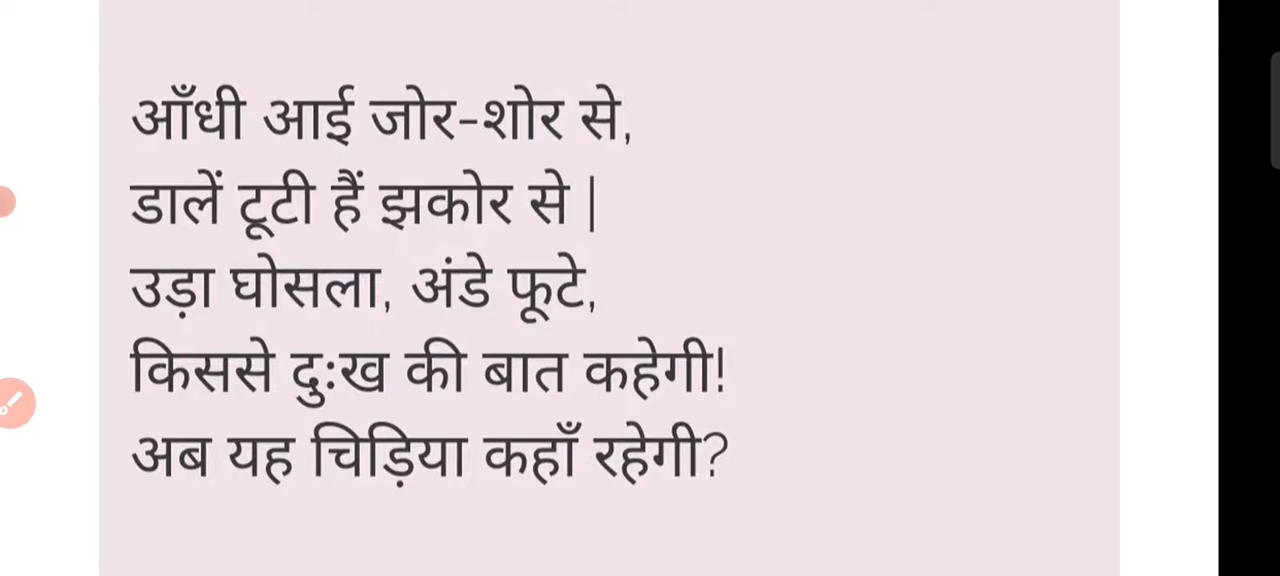 आँधी आई जोर-शोर से,
डालें टूटी हैं झकोर से |
उड़ा घोसला, अंडे फूटे,
किससे दुःख की बात कहेगी!
अब यह चिड़िया कहाँ रहेगी?